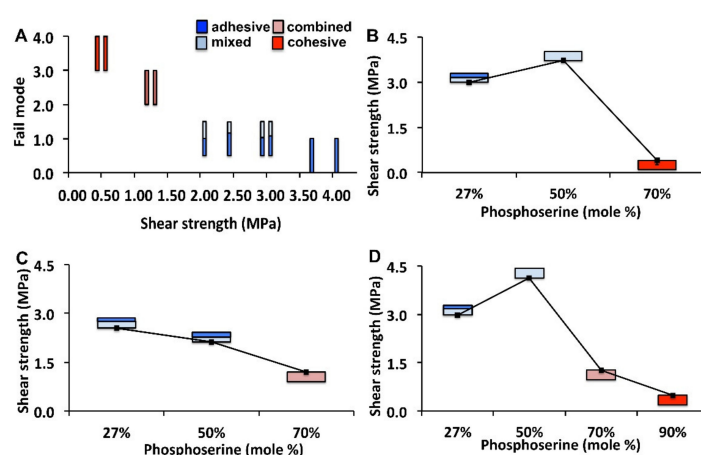 A
adhesive combined
mixed cohesive
4.0
3.0
2.0
1.0
0.0
Fail mode
0.00 0.50 1.00 1.50 2.00 2.50 3.00 3.50 4.00
Shear strength (MPa)
B
4.5
3.0
1.5
0.0
Shear strength (MPa)
27% 50% 70%
Phosphoserine (mole %)
C
4.5
3.0
1.5
0.0
Shear strength (MPa)
27% 50% 70%
Phosphoserine (mole %)
D
4.5
3.0
1.5
0.0
Shear strength (MPa)
27% 50% 70% 90%
Phosphoserine (mole %)